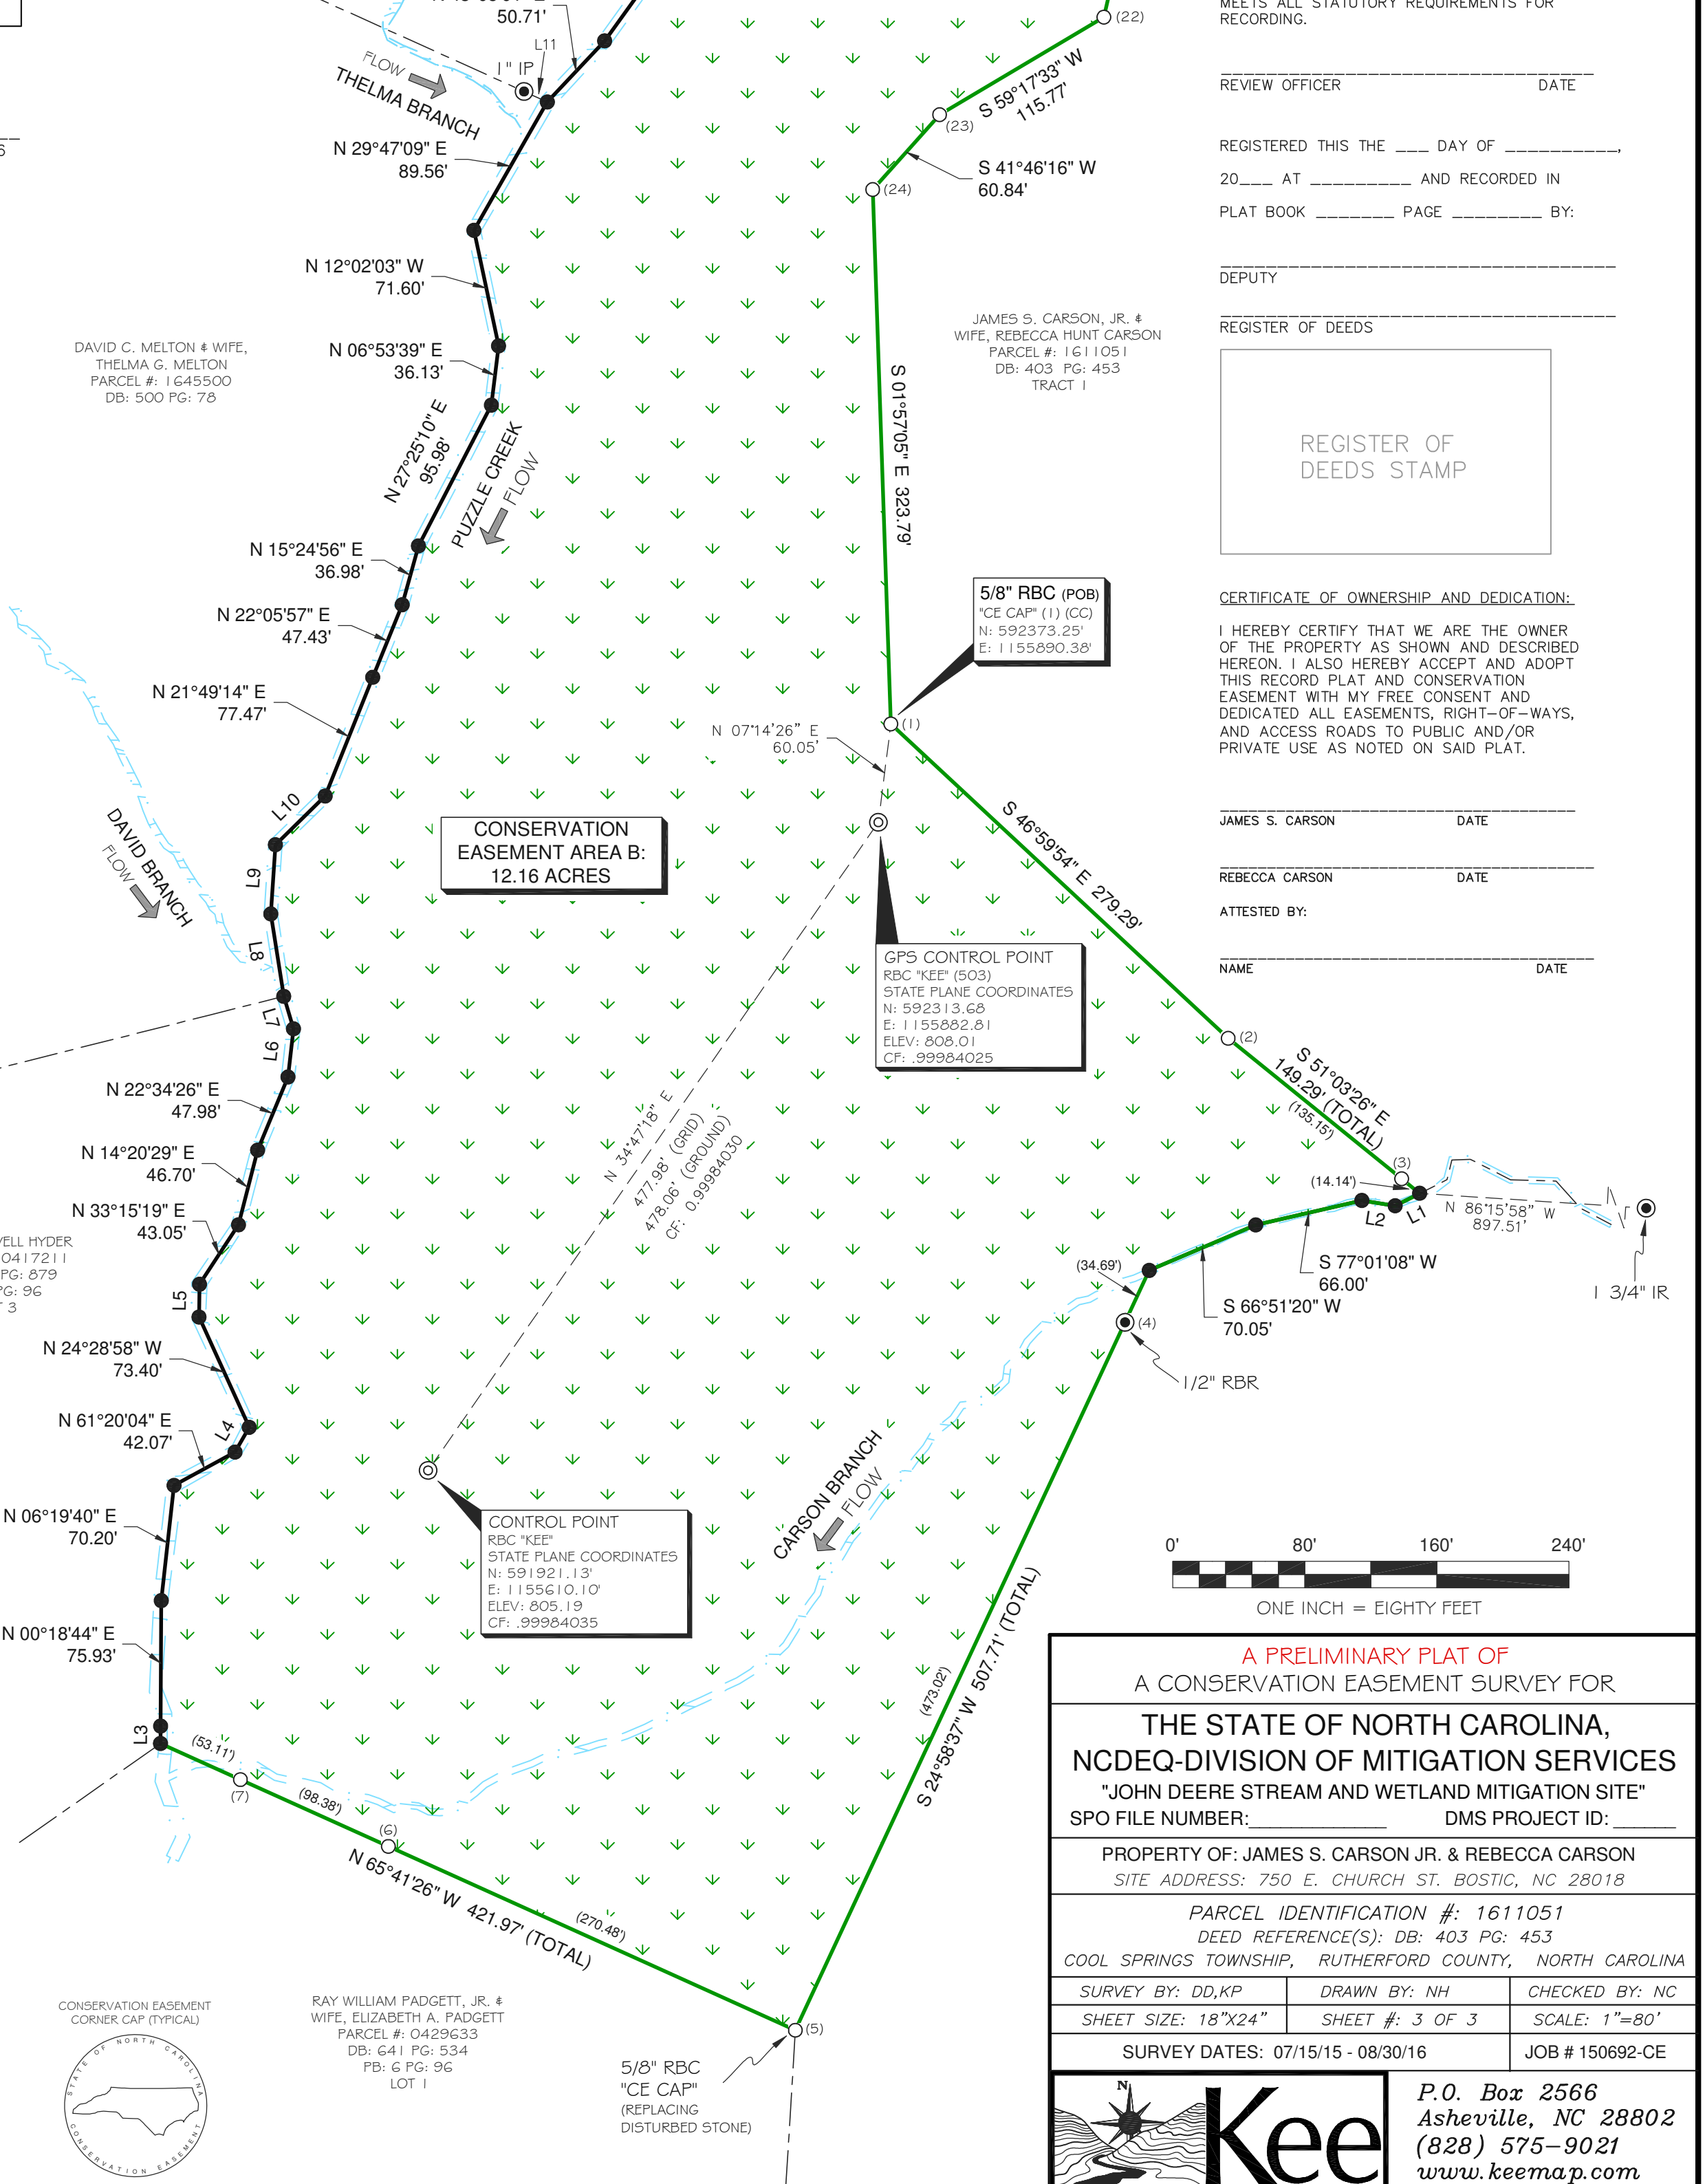 50.71'
L11
1" IP
FLOW
THELMA BRANCH
N 29°47'09" E
89.56'
N 12°02'03" W
71.60'
DAVID C. MELTON & WIFE,
THELMA G. MELTON
PARCEL #: 1645500
DB: 500 PG: 78
N 06°53'39" E
36.13'
N 27°25'10" E
95.98'
PUZZLE CREEK
FLOW
N 15°24'56" E
36.98'
N 22°05'57" E
47.43'
N 21°49'14" E
77.47'
L10
L9
L8
L7
L6
DAVID BRANCH
FLOW
N 22°34'26" E
47.98'
N 14°20'29" E
46.70'
N 33°15'19" E
43.05'
HYDER
0417211
PG: 879
PG: 96
3
L5
N 24°28'58" W
73.40'
L4
N 61°20'04" E
42.07'
N 06°19'40" E
70.20'
N 00°18'44" E
75.93'
L3
(22)
S 59°17'33" W
115.77'
(23)
S 41°46'16" W
60.84'
(24)
JAMES S. CARSON, JR. &
WIFE, REBECCA HUNT CARSON
PARCEL #: 1611051
DB: 403 PG: 453
TRACT 1
S 01°57'05" E 323.79'
5/8" RBC (POB)
"CE CAP" (1) (CC)
N: 592373.25'
E: 1155890.38'
(1)
N 07°14'26" E
60.05'
CONSERVATION
EASEMENT AREA B:
12.16 ACRES
S 46°59'54" E 279.29'
GPS CONTROL POINT
RBC "KEE" (503)
STATE PLANE COORDINATES
N: 592313.68
E: 1155882.81
ELEV: 808.01
CF: .99984025
(2)
S 51°03'26" E
149.29' (TOTAL)
(135.15')
(3)
(14.14')
L2
L1
N 86°15'58" W
897.51'
1 3/4" IR
S 77°01'08" W
66.00'
S 66°51'20" W
70.05'
(34.69')
(4)
1/2" RBR
N 34°47'18" E
477.98' (GRID)
478.06' (GROUND)
CF: 0.99984030
CONTROL POINT
RBC "KEE"
STATE PLANE COORDINATES
N: 591921.13'
E: 1155610.10'
ELEV: 805.19
CF: .99984035
CARSON BRANCH
FLOW
S 24°58'37" W 507.71' (TOTAL)
(473.02')
(53.11')
(7)
(98.38')
(6)
N 65°41'26" W 421.97' (TOTAL)
(270.48')
(5)
5/8" RBC
"CE CAP"
(REPLACING
DISTURBED STONE)
RAY WILLIAM PADGETT, JR. &
WIFE, ELIZABETH A. PADGETT
PARCEL #: 0429633
DB: 641 PG: 534
PB: 6 PG: 96
LOT 1
CONSERVATION EASEMENT
CORNER CAP (TYPICAL)
STATE OF NORTH CAROLINA
CONSERVATION EASEMENT
MEETS ALL STATUTORY REQUIREMENTS FOR
RECORDING.
REVIEW OFFICER DATE
REGISTERED THIS THE ___ DAY OF __________,
20___ AT _________ AND RECORDED IN
PLAT BOOK _______ PAGE ________ BY:
DEPUTY
REGISTER OF DEEDS
REGISTER OF
DEEDS STAMP
CERTIFICATE OF OWNERSHIP AND DEDICATION:
I HEREBY CERTIFY THAT WE ARE THE OWNER
OF THE PROPERTY AS SHOWN AND DESCRIBED
HEREON. I ALSO HEREBY ACCEPT AND ADOPT
THIS RECORD PLAT AND CONSERVATION
EASEMENT WITH MY FREE CONSENT AND
DEDICATED ALL EASEMENTS, RIGHT-OF-WAYS,
AND ACCESS ROADS TO PUBLIC AND/OR
PRIVATE USE AS NOTED ON SAID PLAT.
JAMES S. CARSON DATE
REBECCA CARSON DATE
ATTESTED BY:
NAME DATE
0' 80' 160' 240'
ONE INCH = EIGHTY FEET
A PRELIMINARY PLAT OF
A CONSERVATION EASEMENT SURVEY FOR
THE STATE OF NORTH CAROLINA,
NCDEQ-DIVISION OF MITIGATION SERVICES
"JOHN DEERE STREAM AND WETLAND MITIGATION SITE"
SPO FILE NUMBER:_____________ DMS PROJECT ID: ______
PROPERTY OF: JAMES S. CARSON JR. & REBECCA CARSON
SITE ADDRESS: 750 E. CHURCH ST. BOSTIC, NC 28018
PARCEL IDENTIFICATION #: 1611051
DEED REFERENCE(S): DB: 403 PG: 453
COOL SPRINGS TOWNSHIP, RUTHERFORD COUNTY, NORTH CAROLINA
SURVEY BY: DD,KP DRAWN BY: NH CHECKED BY: NC
SHEET SIZE: 18"X24" SHEET #: 3 OF 3 SCALE: 1"=80'
SURVEY DATES: 07/15/15 - 08/30/16 JOB # 150692-CE
N
Kee
P.O. Box 2566
Asheville, NC 28802
(828) 575-9021
www.keemap.com